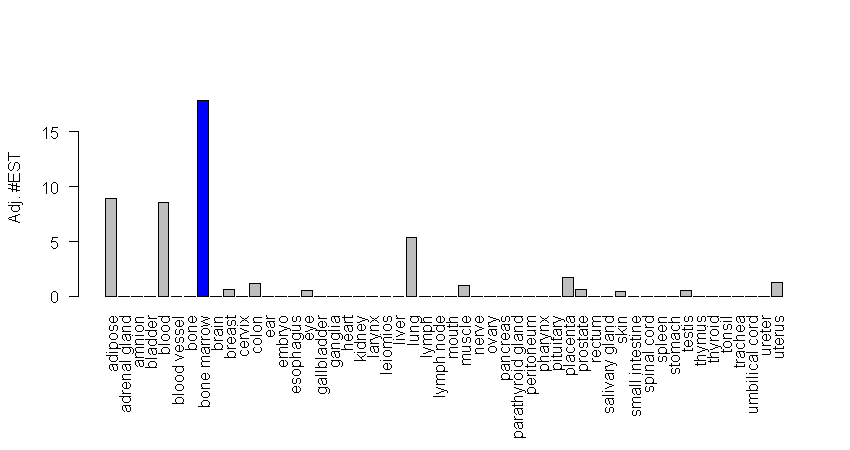 Adj. #EST
15
10
5
0
adipose
adrenal gland
amnion
bladder
blood
blood vessel
bone
bone marrow
brain
breast
cervix
colon
ear
embryo
esophagus
eye
gallbladder
ganglia
heart
kidney
larynx
leiomios
liver
lung
lymph
lymph node
mouth
muscle
nerve
ovary
pancreas
parathyroid gland
peritoneum
pharynx
pituitary
placenta
prostate
rectum
salivary gland
skin
small intestine
spinal cord
spleen
stomach
testis
thymus
thyroid
tonsil
trachea
umbilical cord
ureter
uterus